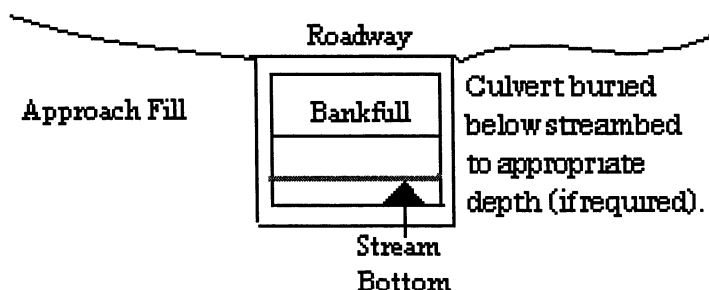 Roadway
Approach Fill
Bankfull
Culvert buried
below streambed
to appropriate
depth (if required).
Stream
Bottom